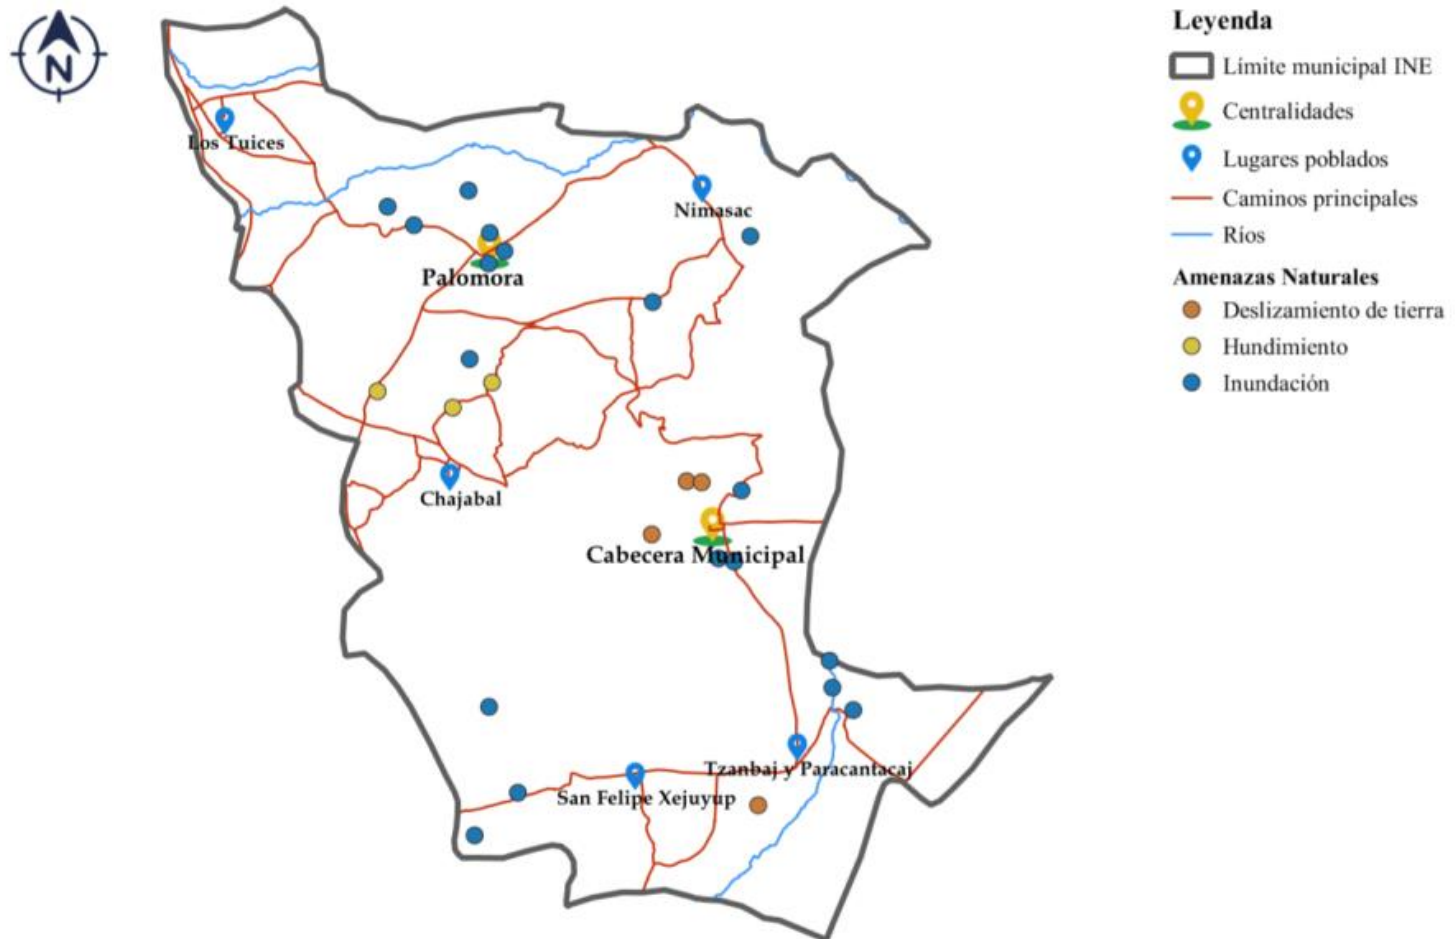 N
Los Tuices
Nimasac
Palomora
Chajabal
Cabecera Municipal
Tzanbaj y Paracantacaj
San Felipe Xejuyup
Leyenda
Límite municipal INE
Centralidades
Lugares poblados
Caminos principales
Ríos
Amenazas Naturales
Deslizamiento de tierra
Hundimiento
Inundación